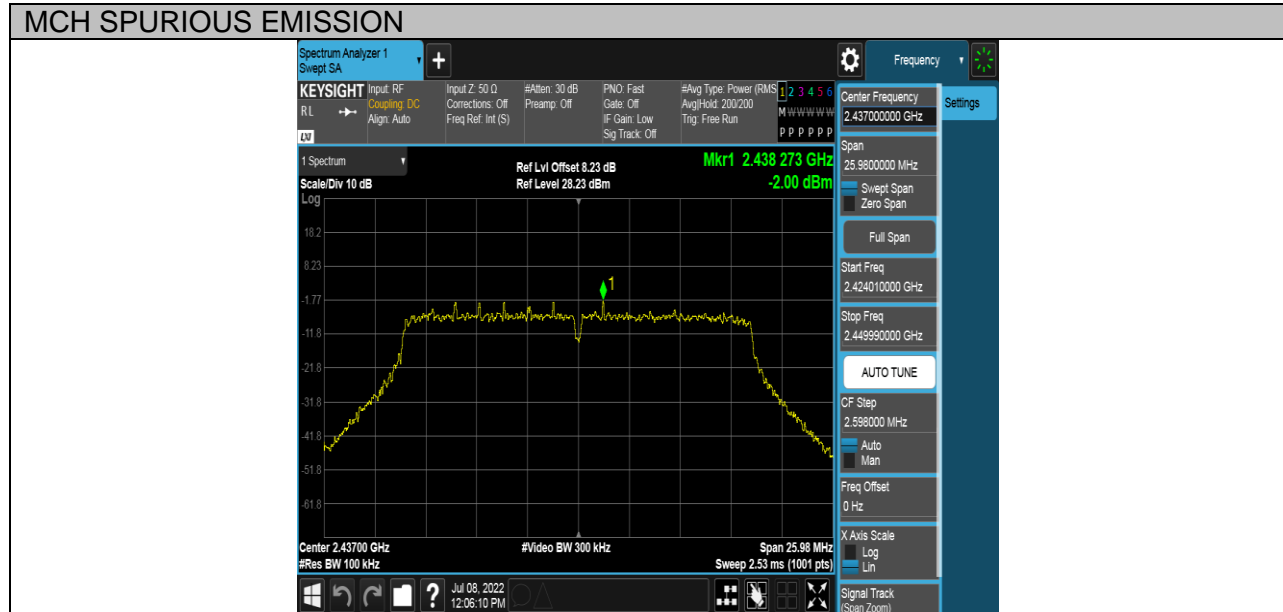 MCH SPURIOUS EMISSION
Spectrum Analyzer 1
Swept SA
+
Frequency
KEYSIGHT
RL
LXI
Input: RF
Coupling: DC
Align: Auto
Input Z: 50 Ω
Corrections: Off
Freq Ref: Int (S)
#Atten: 30 dB
Preamp: Off
PNO: Fast
Gate: Off
IF Gain: Low
Sig Track: Off
#Avg Type: Power (RMS
Avg|Hold: 200/200
Trig: Free Run
1 2 3 4 5 6
M W W W W W
P P P P P P
1 Spectrum
Scale/Div 10 dB
Log
Ref Lvl Offset 8.23 dB
Ref Level 28.23 dBm
Mkr1 2.438 273 GHz
-2.00 dBm
18.2
8.23
-1.77
-11.8
-21.8
-31.8
-41.8
-51.8
-61.8
1
Center 2.43700 GHz
#Res BW 100 kHz
#Video BW 300 kHz
Span 25.98 MHz
Sweep 2.53 ms (1001 pts)
?
Jul 08, 2022
12:06:10 PM
Center Frequency
2.437000000 GHz
Settings
Span
25.9800000 MHz
Swept Span
Zero Span
Full Span
Start Freq
2.424010000 GHz
Stop Freq
2.449990000 GHz
AUTO TUNE
CF Step
2.598000 MHz
Auto
Man
Freq Offset
0 Hz
X Axis Scale
Log
Lin
Signal Track
(Span Zoom)